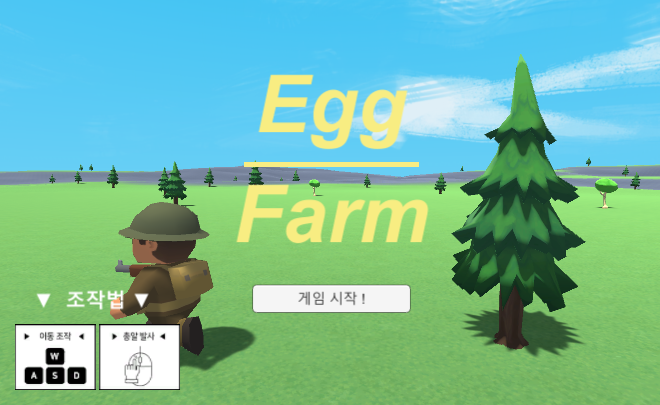 Egg
Farm
게임 시작 !
▼ 조작법 ▼
▶ 이동 조작 ◀
W
A S D
▶ 총알 발사 ◀